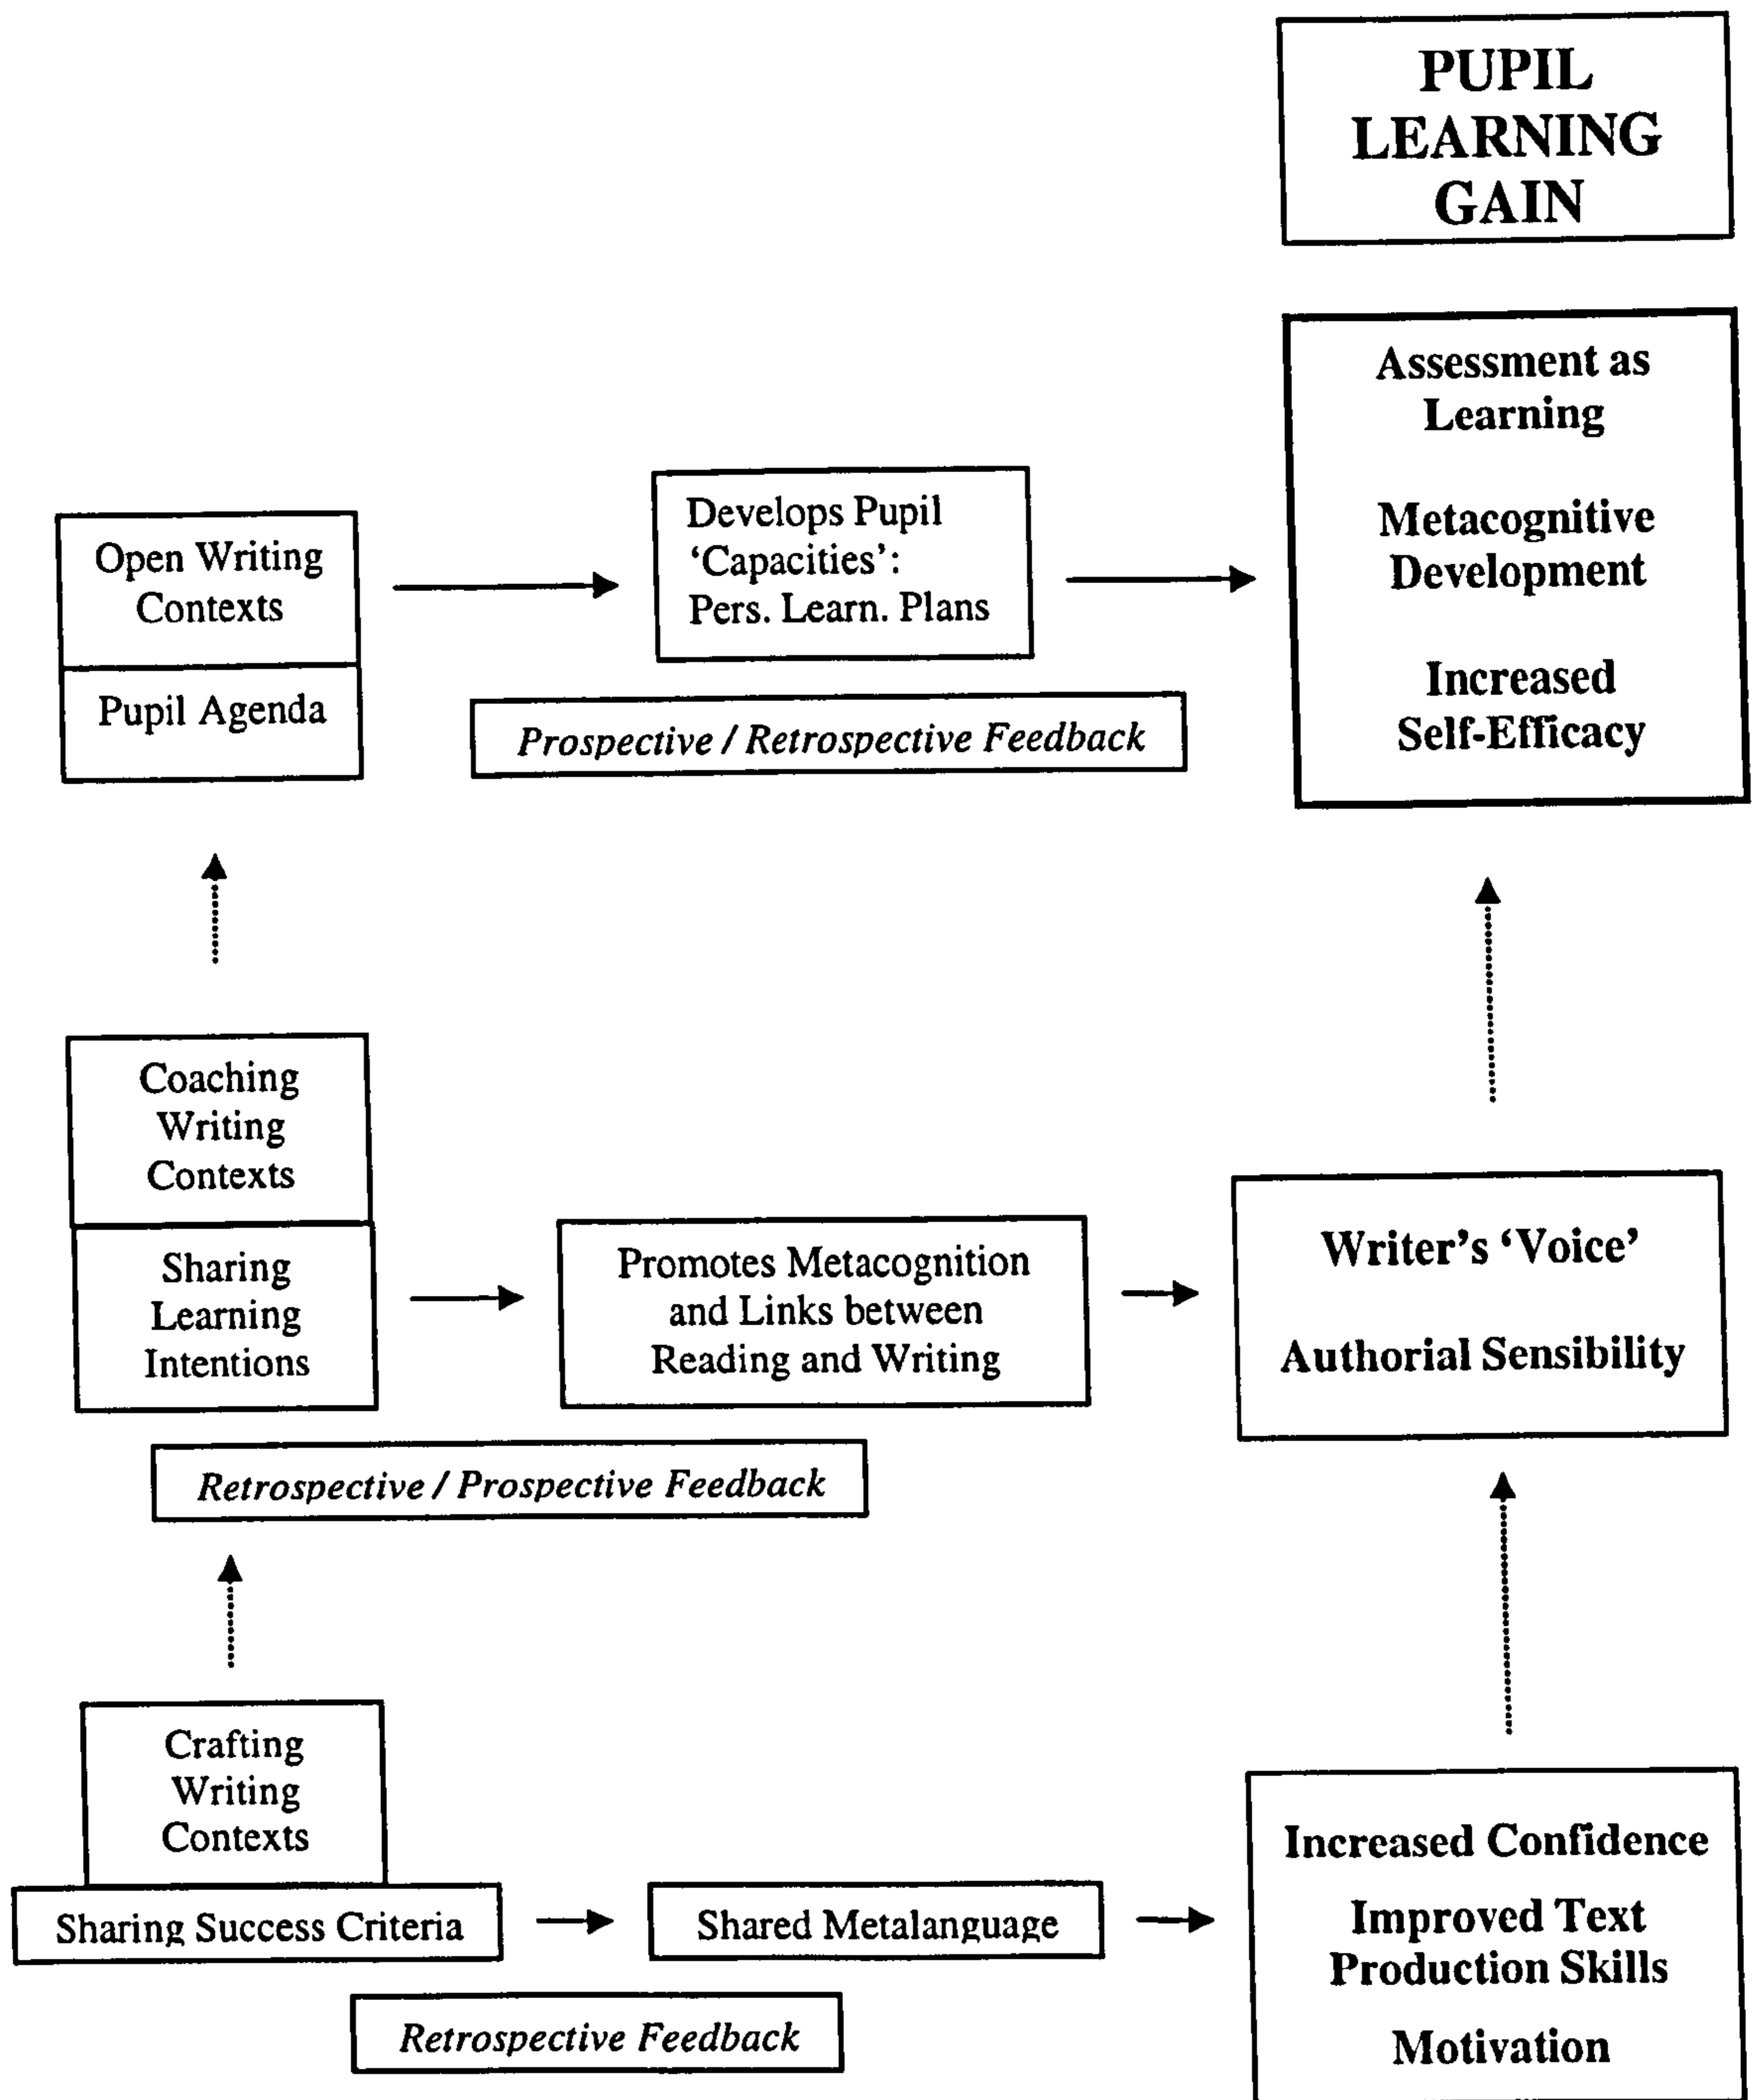 PUPIL
LEARNING
GAIN
Assessment as
Learning
Metacognitive
Development
Increased
Self-Efficacy
Open Writing
Contexts
Pupil Agenda
Develops Pupil
‘Capacities’:
Pers. Learn. Plans
Prospective / Retrospective Feedback
Coaching
Writing
Contexts
Sharing
Learning
Intentions
Promotes Metacognition
and Links between
Reading and Writing
Writer’s ‘Voice’
Authorial Sensibility
Retrospective / Prospective Feedback
Crafting
Writing
Contexts
Sharing Success Criteria
Shared Metalanguage
Increased Confidence
Improved Text
Production Skills
Motivation
Retrospective Feedback